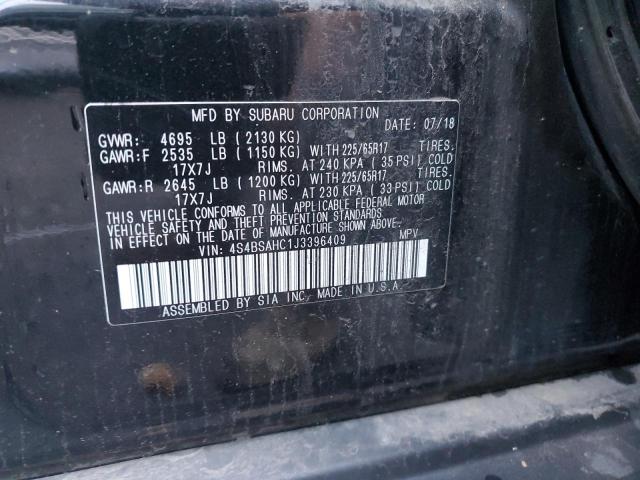 MFD BY SUBARU CORPORATION DATE: 07/18
GVWR: 4695 LB ( 2130 KG)
GAWR:F 2535 LB ( 1150 KG) WITH 225/65R17 TIRES.
17X7J RIMS. AT 240 KPA ( 35 PSI) COLD
GAWR:R 2645 LB ( 1200 KG) WITH 225/65R17 TIRES.
17X7J RIMS. AT 230 KPA ( 33 PSI) COLD
THIS VEHICLE CONFORMS TO ALL APPLICABLE FEDERAL MOTOR
VEHICLE SAFETY, BUMPER, AND THEFT PREVENTION STANDARDS
IN EFFECT ON THE DATE OF MANUFACTURE SHOWN ABOVE.
VIN: 4S4BSAHC1J3396409 MPV
ASSEMBLED BY SIA INC. MADE IN U.S.A.